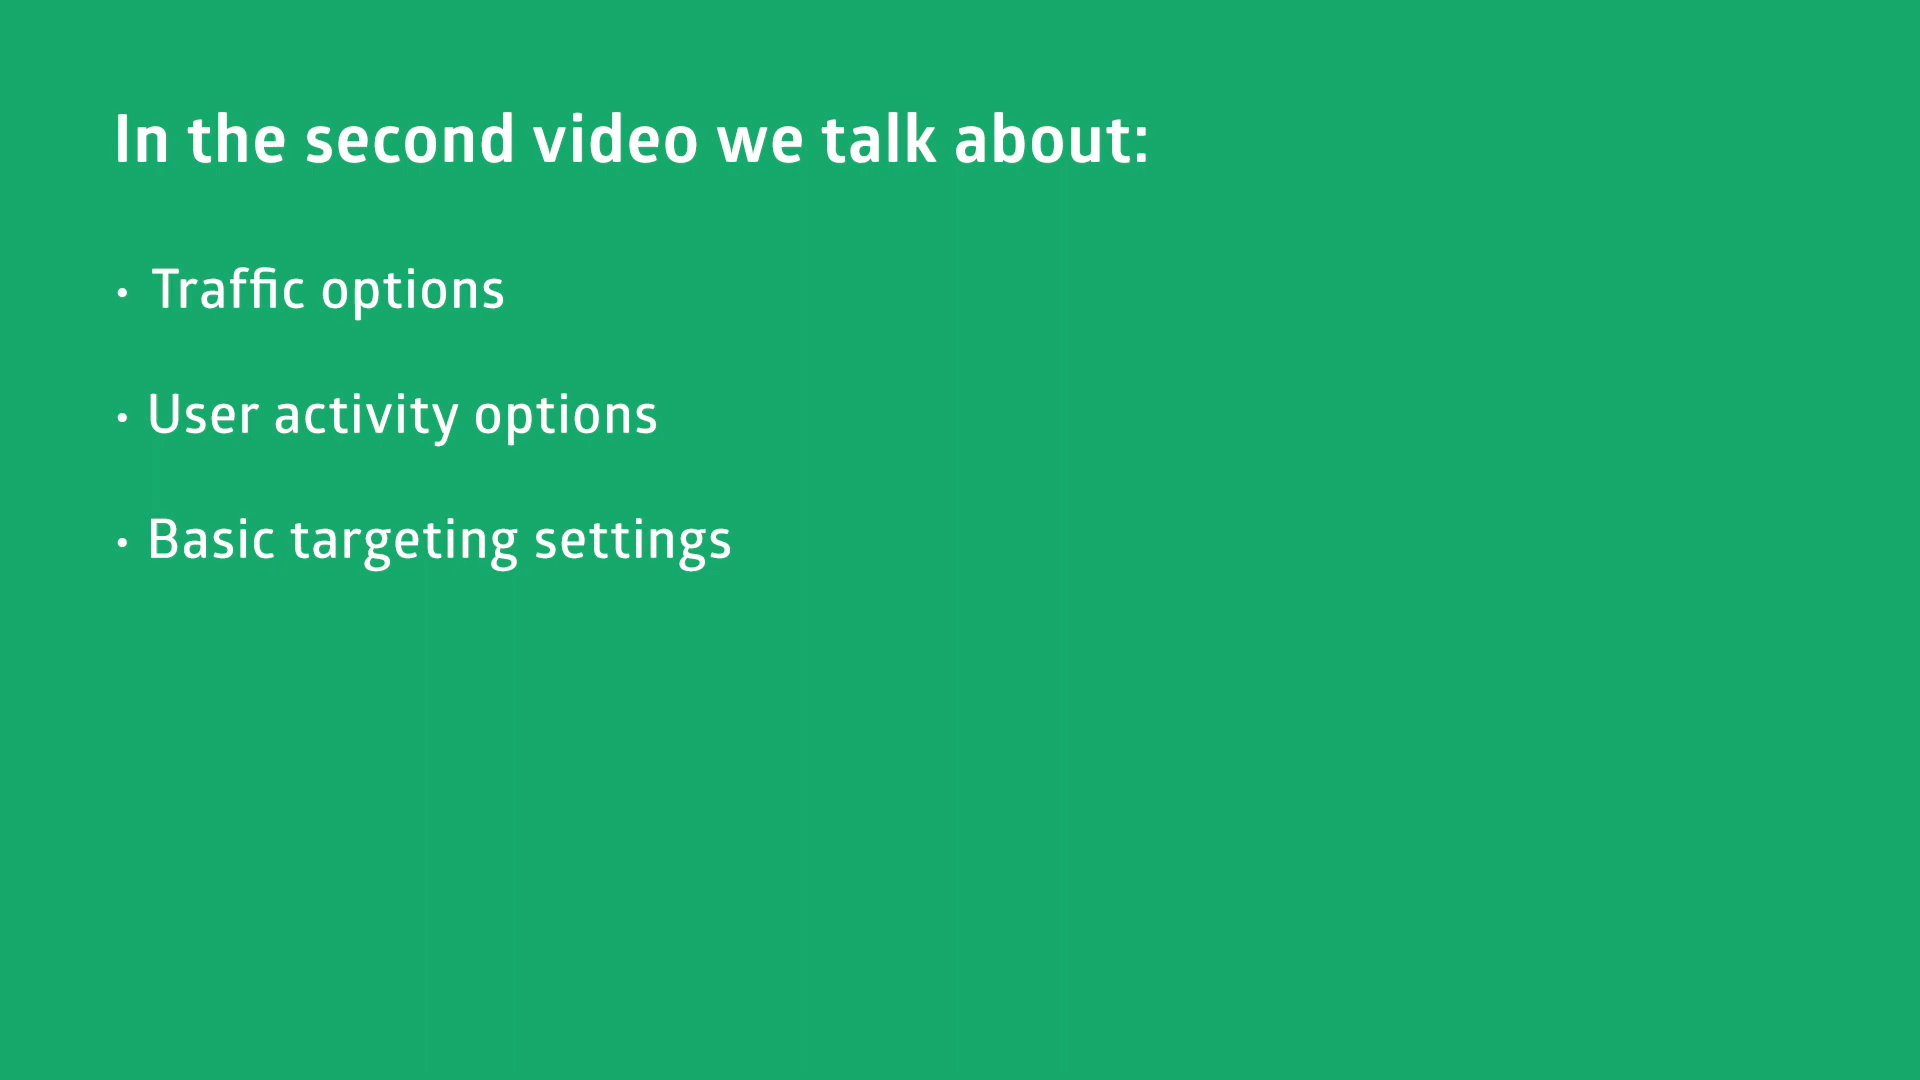 In the second video we talk about:
• Traffic options
• User activity options
• Basic targeting settings